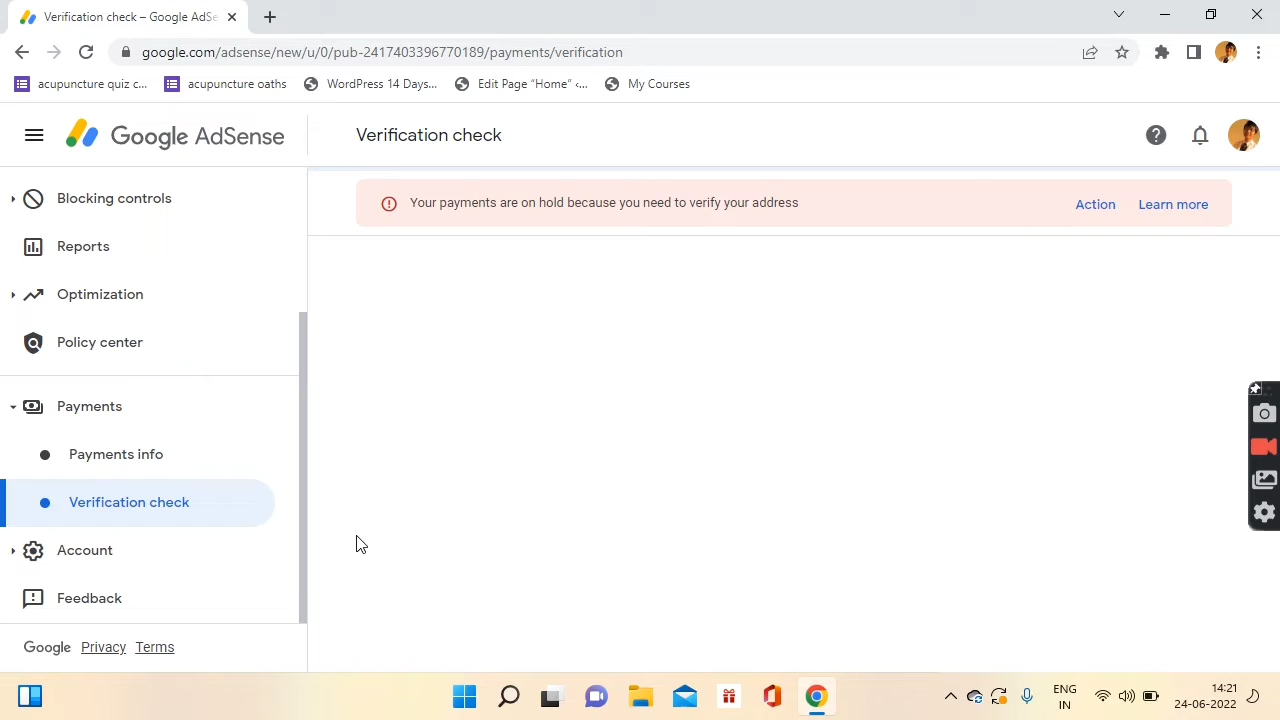 Verification check – Google AdSe
google.com/adsense/new/u/0/pub-2417403396770189/payments/verification
acupuncture quiz c...
acupuncture oaths
WordPress 14 Days...
Edit Page “Home” ‹...
My Courses
Google AdSense
Verification check
Your payments are on hold because you need to verify your address
Action
Learn more
Blocking controls
Reports
Optimization
Policy center
Payments
Payments info
Verification check
Account
Feedback
Google Privacy Terms
ENG
IN
14:21
24-06-2022